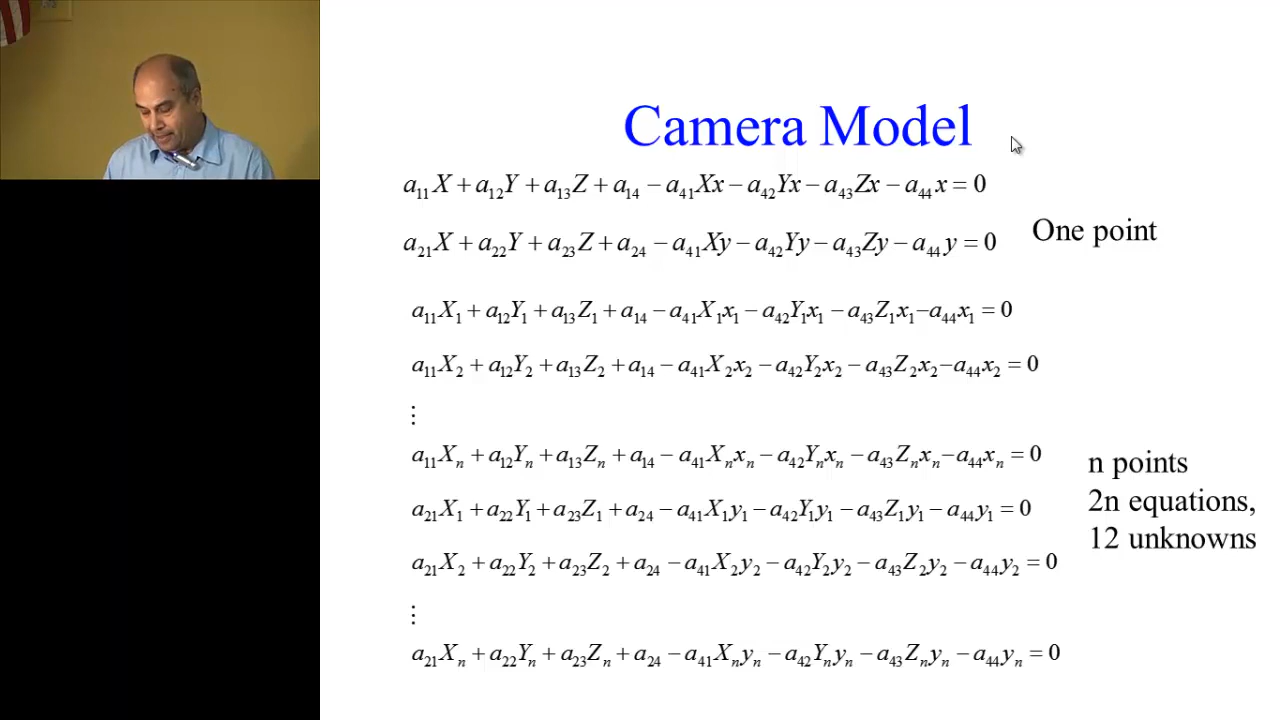 Camera Model
a₁₁X + a₁₂Y + a₁₃Z + a₁₄ − a₄₁Xx − a₄₂Yx − a₄₃Zx − a₄₄x = 0
a₂₁X + a₂₂Y + a₂₃Z + a₂₄ − a₄₁Xy − a₄₂Yy − a₄₃Zy − a₄₄y = 0
One point
a₁₁X₁ + a₁₂Y₁ + a₁₃Z₁ + a₁₄ − a₄₁X₁x₁ − a₄₂Y₁x₁ − a₄₃Z₁x₁ − a₄₄x₁ = 0
a₁₁X₂ + a₁₂Y₂ + a₁₃Z₂ + a₁₄ − a₄₁X₂x₂ − a₄₂Y₂x₂ − a₄₃Z₂x₂ − a₄₄x₂ = 0
⋮
a₁₁Xₙ + a₁₂Yₙ + a₁₃Zₙ + a₁₄ − a₄₁Xₙxₙ − a₄₂Yₙxₙ − a₄₃Zₙxₙ − a₄₄xₙ = 0
a₂₁X₁ + a₂₂Y₁ + a₂₃Z₁ + a₂₄ − a₄₁X₁y₁ − a₄₂Y₁y₁ − a₄₃Z₁y₁ − a₄₄y₁ = 0
a₂₁X₂ + a₂₂Y₂ + a₂₃Z₂ + a₂₄ − a₄₁X₂y₂ − a₄₂Y₂y₂ − a₄₃Z₂y₂ − a₄₄y₂ = 0
⋮
a₂₁Xₙ + a₂₂Yₙ + a₂₃Zₙ + a₂₄ − a₄₁Xₙyₙ − a₄₂Yₙyₙ − a₄₃Zₙyₙ − a₄₄yₙ = 0
n points
2n equations,
12 unknowns